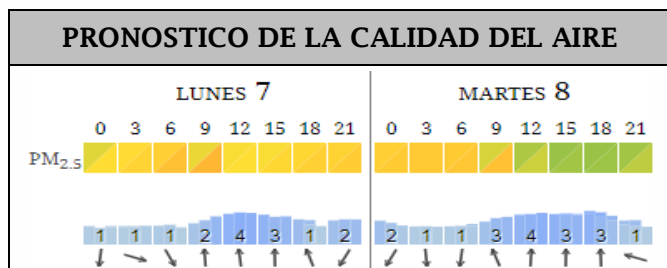 PRONOSTICO DE LA CALIDAD DEL AIRE
LUNES 7 MARTES 8
0 3 6 9 12 15 18 21 0 3 6 9 12 15 18 21
PM2.5
1 1 1 2 4 3 1 2 2 1 1 3 4 3 3 1